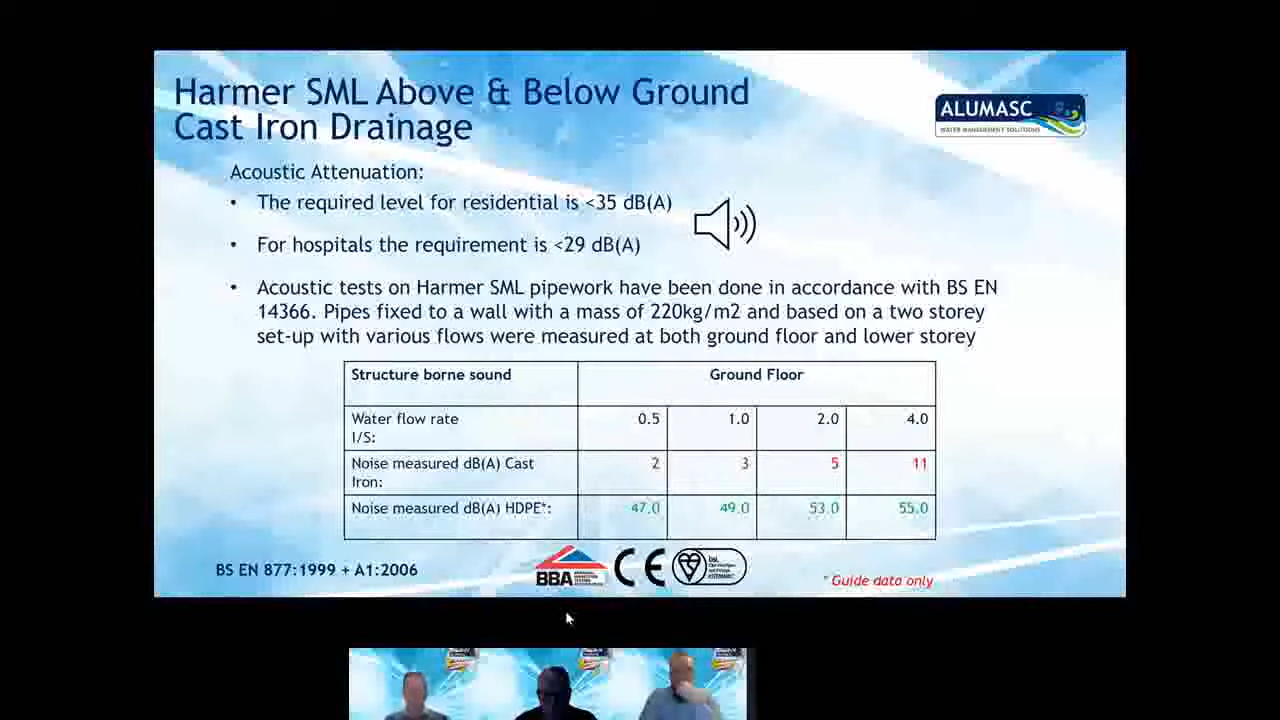 Harmer SML Above & Below Ground
Cast Iron Drainage
ALUMASC
WATER MANAGEMENT SOLUTIONS
Acoustic Attenuation:
• The required level for residential is <35 dB(A)
• For hospitals the requirement is <29 dB(A)
• Acoustic tests on Harmer SML pipework have been done in accordance with BS EN
14366. Pipes fixed to a wall with a mass of 220kg/m2 and based on a two storey
set-up with various flows were measured at both ground floor and lower storey
Structure borne sound Ground Floor
Water flow rate 0.5 1.0 2.0 4.0
l/S:
Noise measured dB(A) Cast 2 3 5 11
Iron:
Noise measured dB(A) HDPE*: 47.0 49.0 53.0 55.0
BS EN 877:1999 + A1:2006
BBA
CE
bsi.
* Guide data only